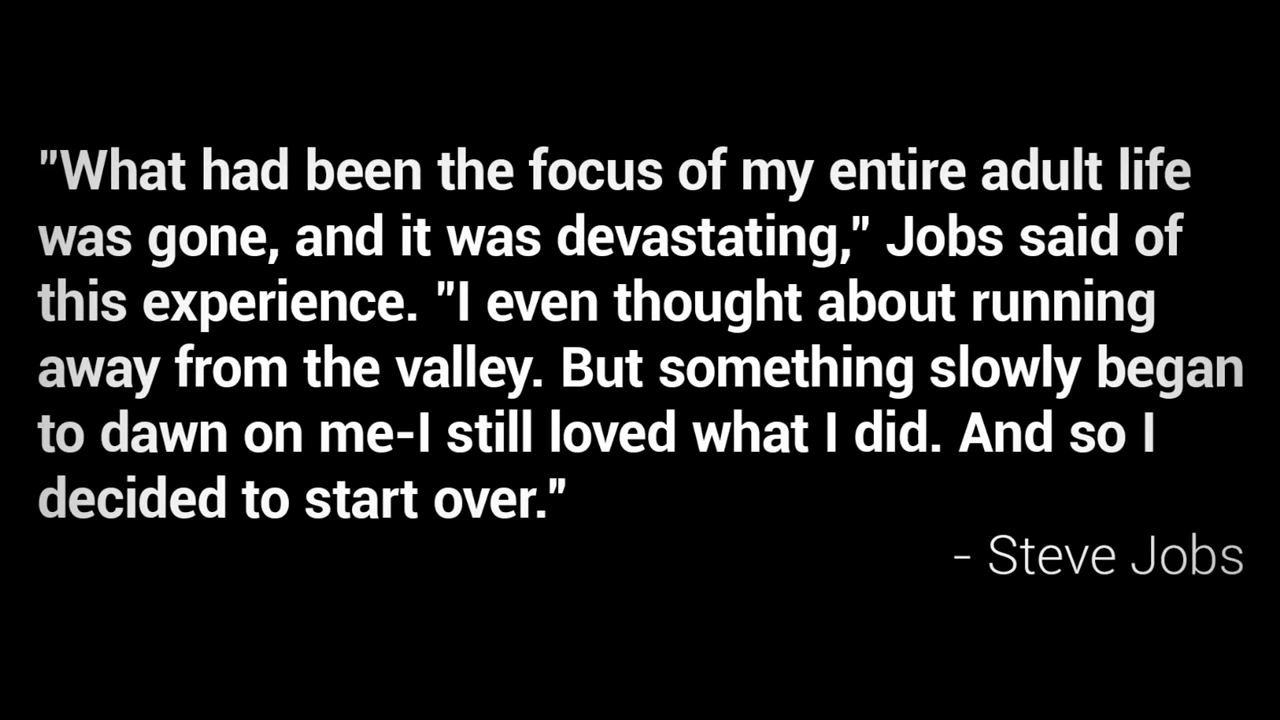 "What had been the focus of my entire adult life
was gone, and it was devastating," Jobs said of
this experience. "I even thought about running
away from the valley. But something slowly began
to dawn on me-I still loved what I did. And so I
decided to start over."
- Steve Jobs